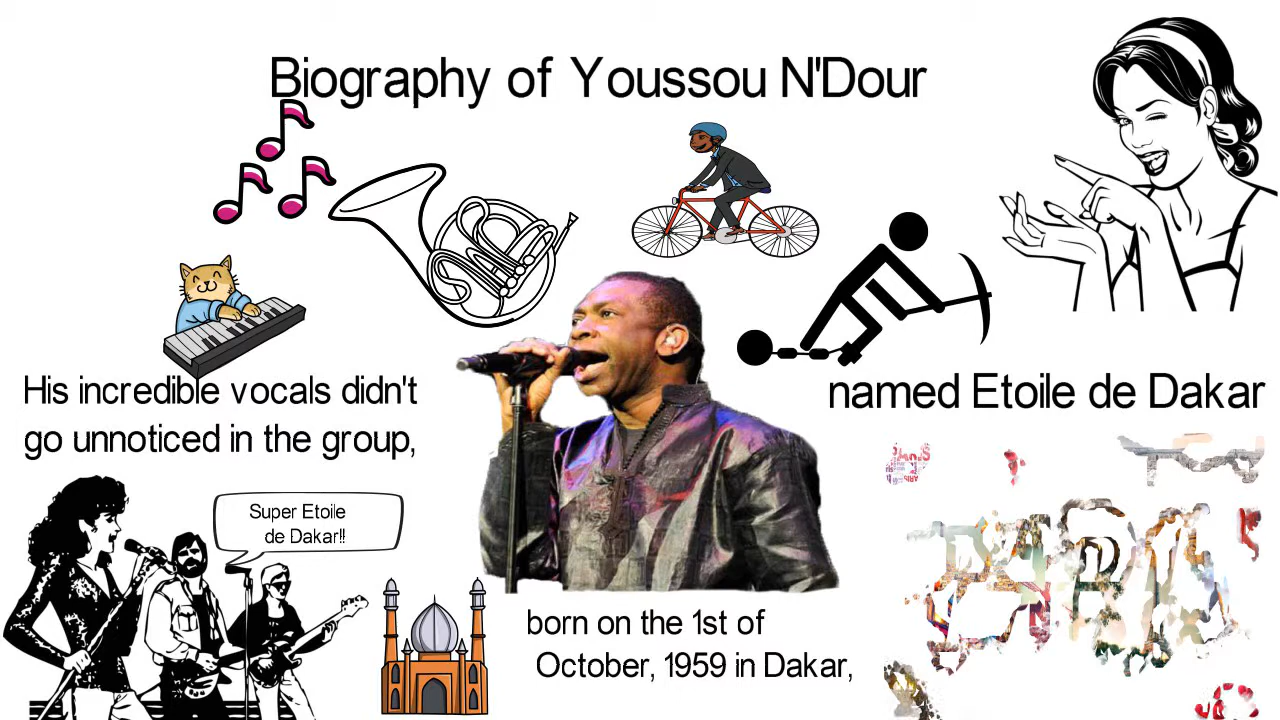 Biography of Youssou N'Dour
His incredible vocals didn't
go unnoticed in the group,
named Etoile de Dakar
Super Etoile
de Dakar!!
born on the 1st of
October, 1959 in Dakar,